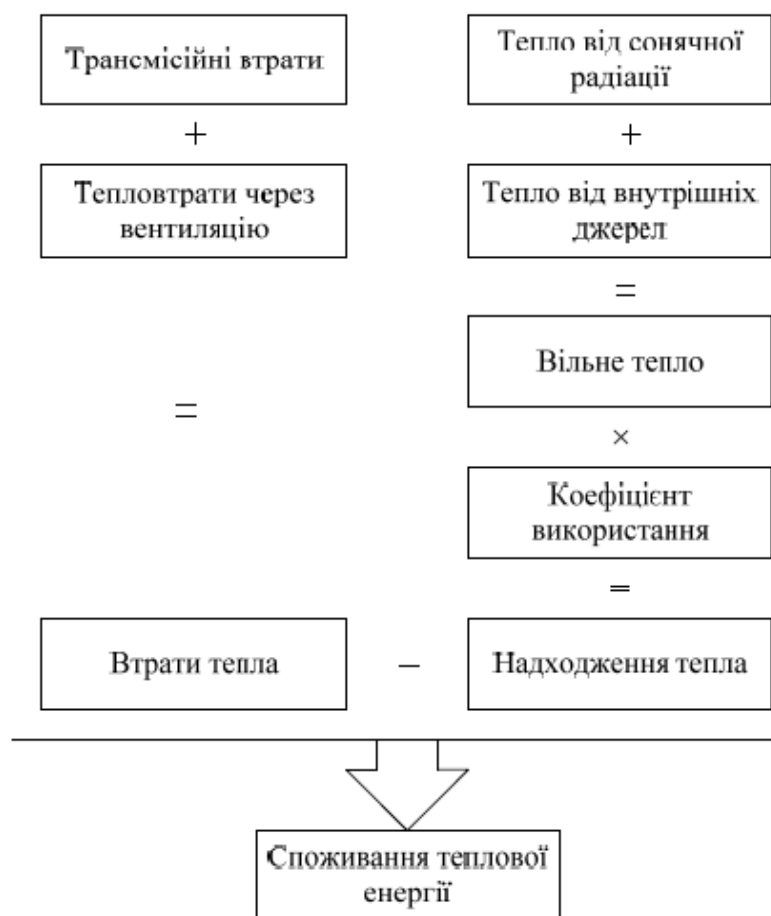 Трансмісійні втрати
+
Тепловтрати через
вентиляцію
=
Втрати тепла
–
Тепло від сонячної
радіації
+
Тепло від внутрішніх
джерел
=
Вільне тепло
×
Коефіцієнт
використання
=
Надходження тепла
Споживання теплової
енергії